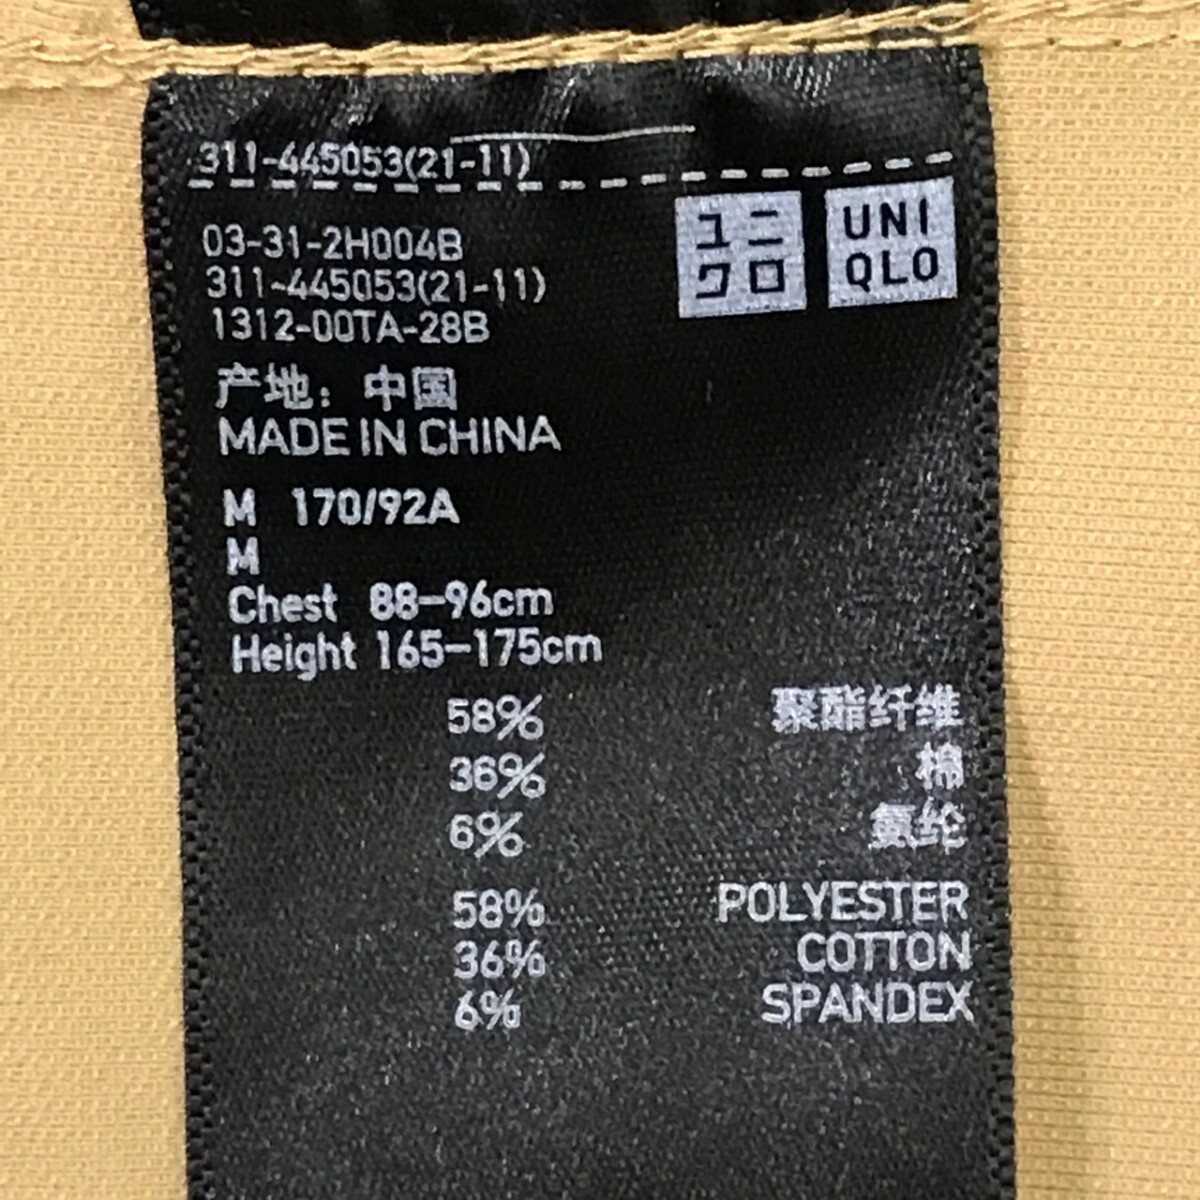 311-445053(21-11)
ユニ
クロ
UNI
QLO
03-31-2H004B
311-445053(21-11)
1312-00TA-28B
产地：中国
MADE IN CHINA
M 170/92A
M
Chest 88-96cm
Height 165-175cm
58% 聚酯纤维
36% 棉
6% 氨纶
58% POLYESTER
36% COTTON
6% SPANDEX